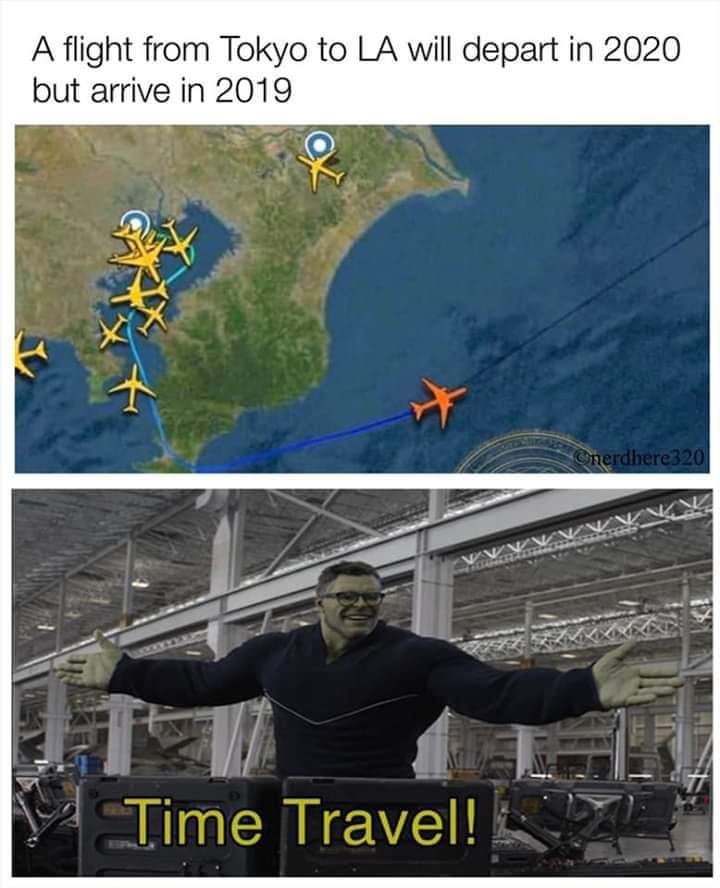 A flight from Tokyo to LA will depart in 2020
but arrive in 2019
©nerdhere320
Time Travel!